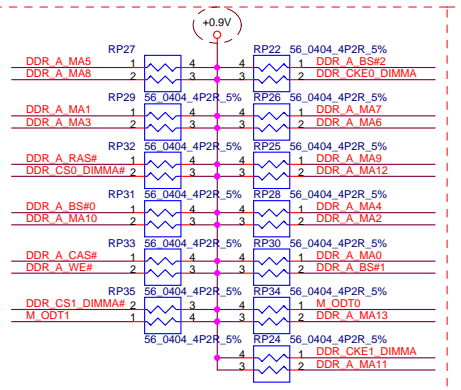 +0.9V
RP27 RP22 56_0404_4P2R_5%
DDR_A_MA5 1 4 4 1 DDR_A_BS#2
DDR_A_MA8 2 3 3 2 DDR_CKE0_DIMMA
RP29 56_0404_4P2R_5% RP26 56_0404_4P2R_5%
DDR_A_MA1 1 4 4 1 DDR_A_MA7
DDR_A_MA3 2 3 3 2 DDR_A_MA6
RP32 56_0404_4P2R_5% RP25 56_0404_4P2R_5%
DDR_A_RAS# 1 4 4 1 DDR_A_MA9
DDR_CS0_DIMMA# 2 3 3 2 DDR_A_MA12
RP31 56_0404_4P2R_5% RP28 56_0404_4P2R_5%
DDR_A_BS#0 1 4 4 1 DDR_A_MA4
DDR_A_MA10 2 3 3 2 DDR_A_MA2
RP33 56_0404_4P2R_5% RP30 56_0404_4P2R_5%
DDR_A_CAS# 1 4 4 1 DDR_A_MA0
DDR_A_WE# 2 3 3 2 DDR_A_BS#1
RP35 56_0404_4P2R_5% RP34 56_0404_4P2R_5%
DDR_CS1_DIMMA# 2 3 4 1 M_ODT0
M_ODT1 1 4 3 2 DDR_A_MA13
56_0404_4P2R_5% RP24 56_0404_4P2R_5%
4 1 DDR_CKE1_DIMMA
3 2 DDR_A_MA11